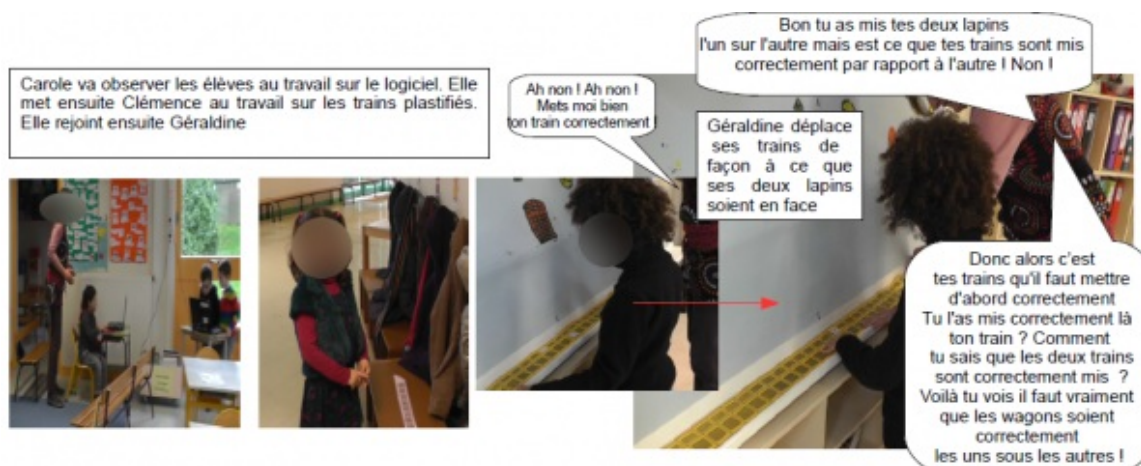 Carole va observer les élèves au travail sur le logiciel. Elle
met ensuite Clémence au travail sur les trains plastifiés.
Elle rejoint ensuite Géraldine
Ah non ! Ah non !
Mets moi bien
ton train correctement !
Géraldine déplace
ses trains de
façon à ce que
ses deux lapins
soient en face
Bon tu as mis tes deux lapins
l'un sur l'autre mais est ce que tes trains sont mis
correctement par rapport à l'autre ! Non !
Donc alors c'est
tes trains qu'il faut mettre
d'abord correctement
Tu l'as mis correctement là
ton train ? Comment
tu sais que les deux trains
sont correctement mis ?
Voilà tu vois il faut vraiment
que les wagons soient
correctement
les uns sous les autres !